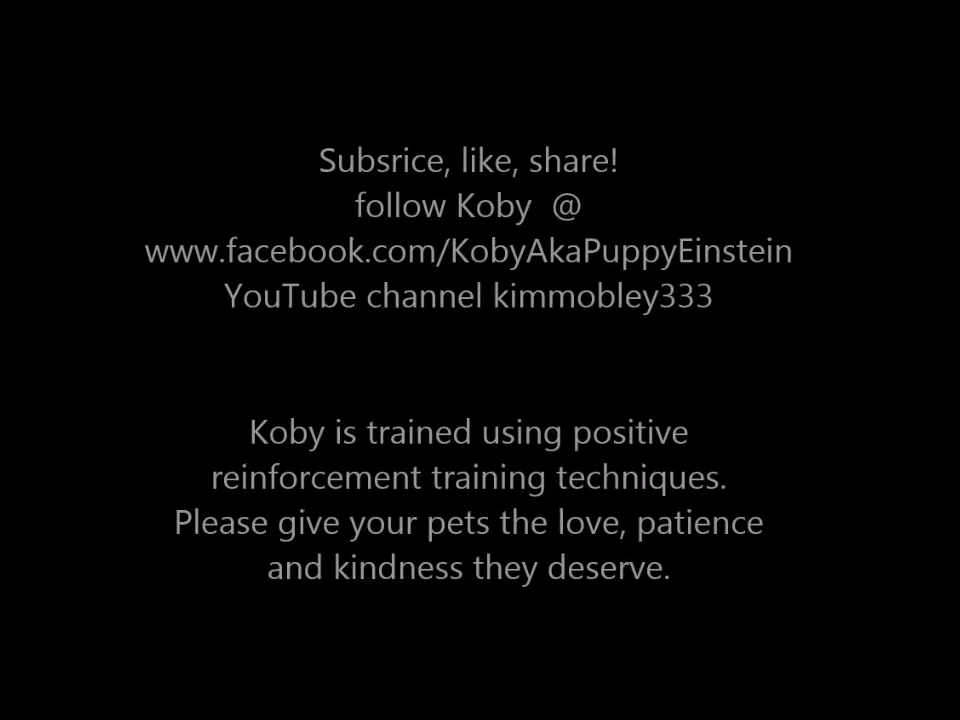 Subsrice, like, share!
follow Koby @
www.facebook.com/KobyAkaPuppyEinstein
YouTube channel kimmobley333
Koby is trained using positive
reinforcement training techniques.
Please give your pets the love, patience
and kindness they deserve.